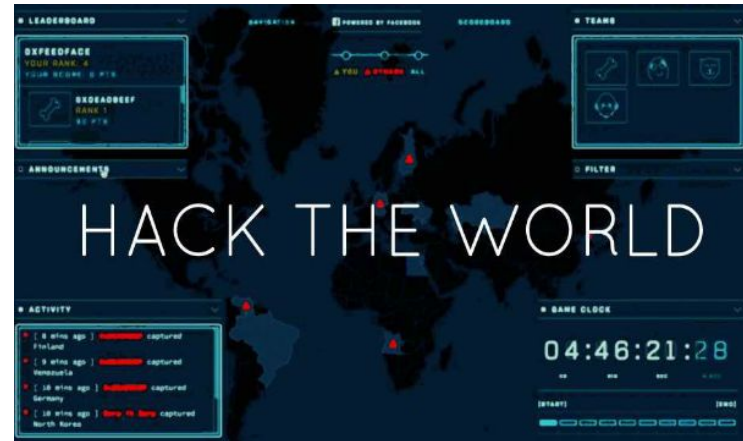 LEADERBOARD
NAVIGATION
POWERED BY FACEBOOK
SCOREBOARD
TEAMS
0XFEEDFACE
YOUR RANK: 4
YOUR SCORE: 0 PTS
0XDEADBEEF
RANK 1
PTS
YOU OTHERS ALL
ANNOUNCEMENTS
FILTER
HACK THE WORLD
ACTIVITY
GAME CLOCK
[ 8 mins ago ] captured
Finland
[ 9 mins ago ] captured
Venezuela
[ 10 mins ago ] captured
Germany
[ 10 mins ago ] captured
North Korea
04:46:21:28
[START] [END]